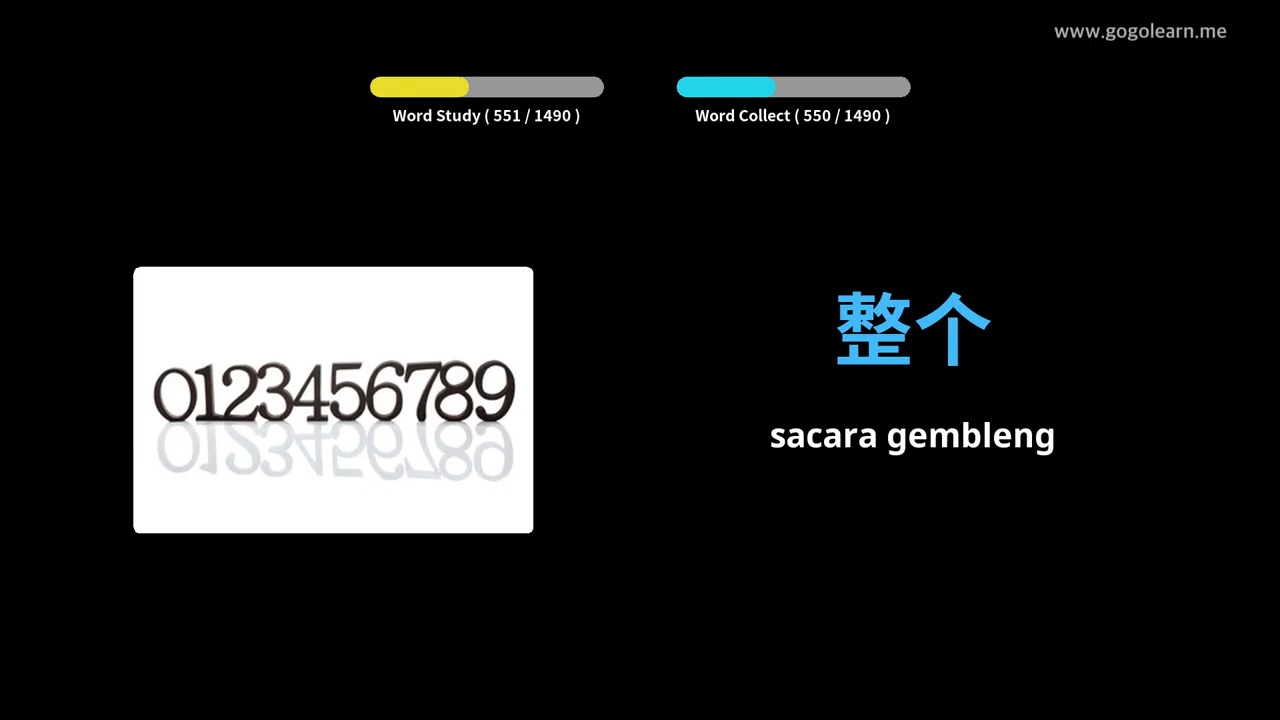 www.gogolearn.me
Word Study ( 551 / 1490 )
Word Collect ( 550 / 1490 )
0123456789
整个
sacara gembleng